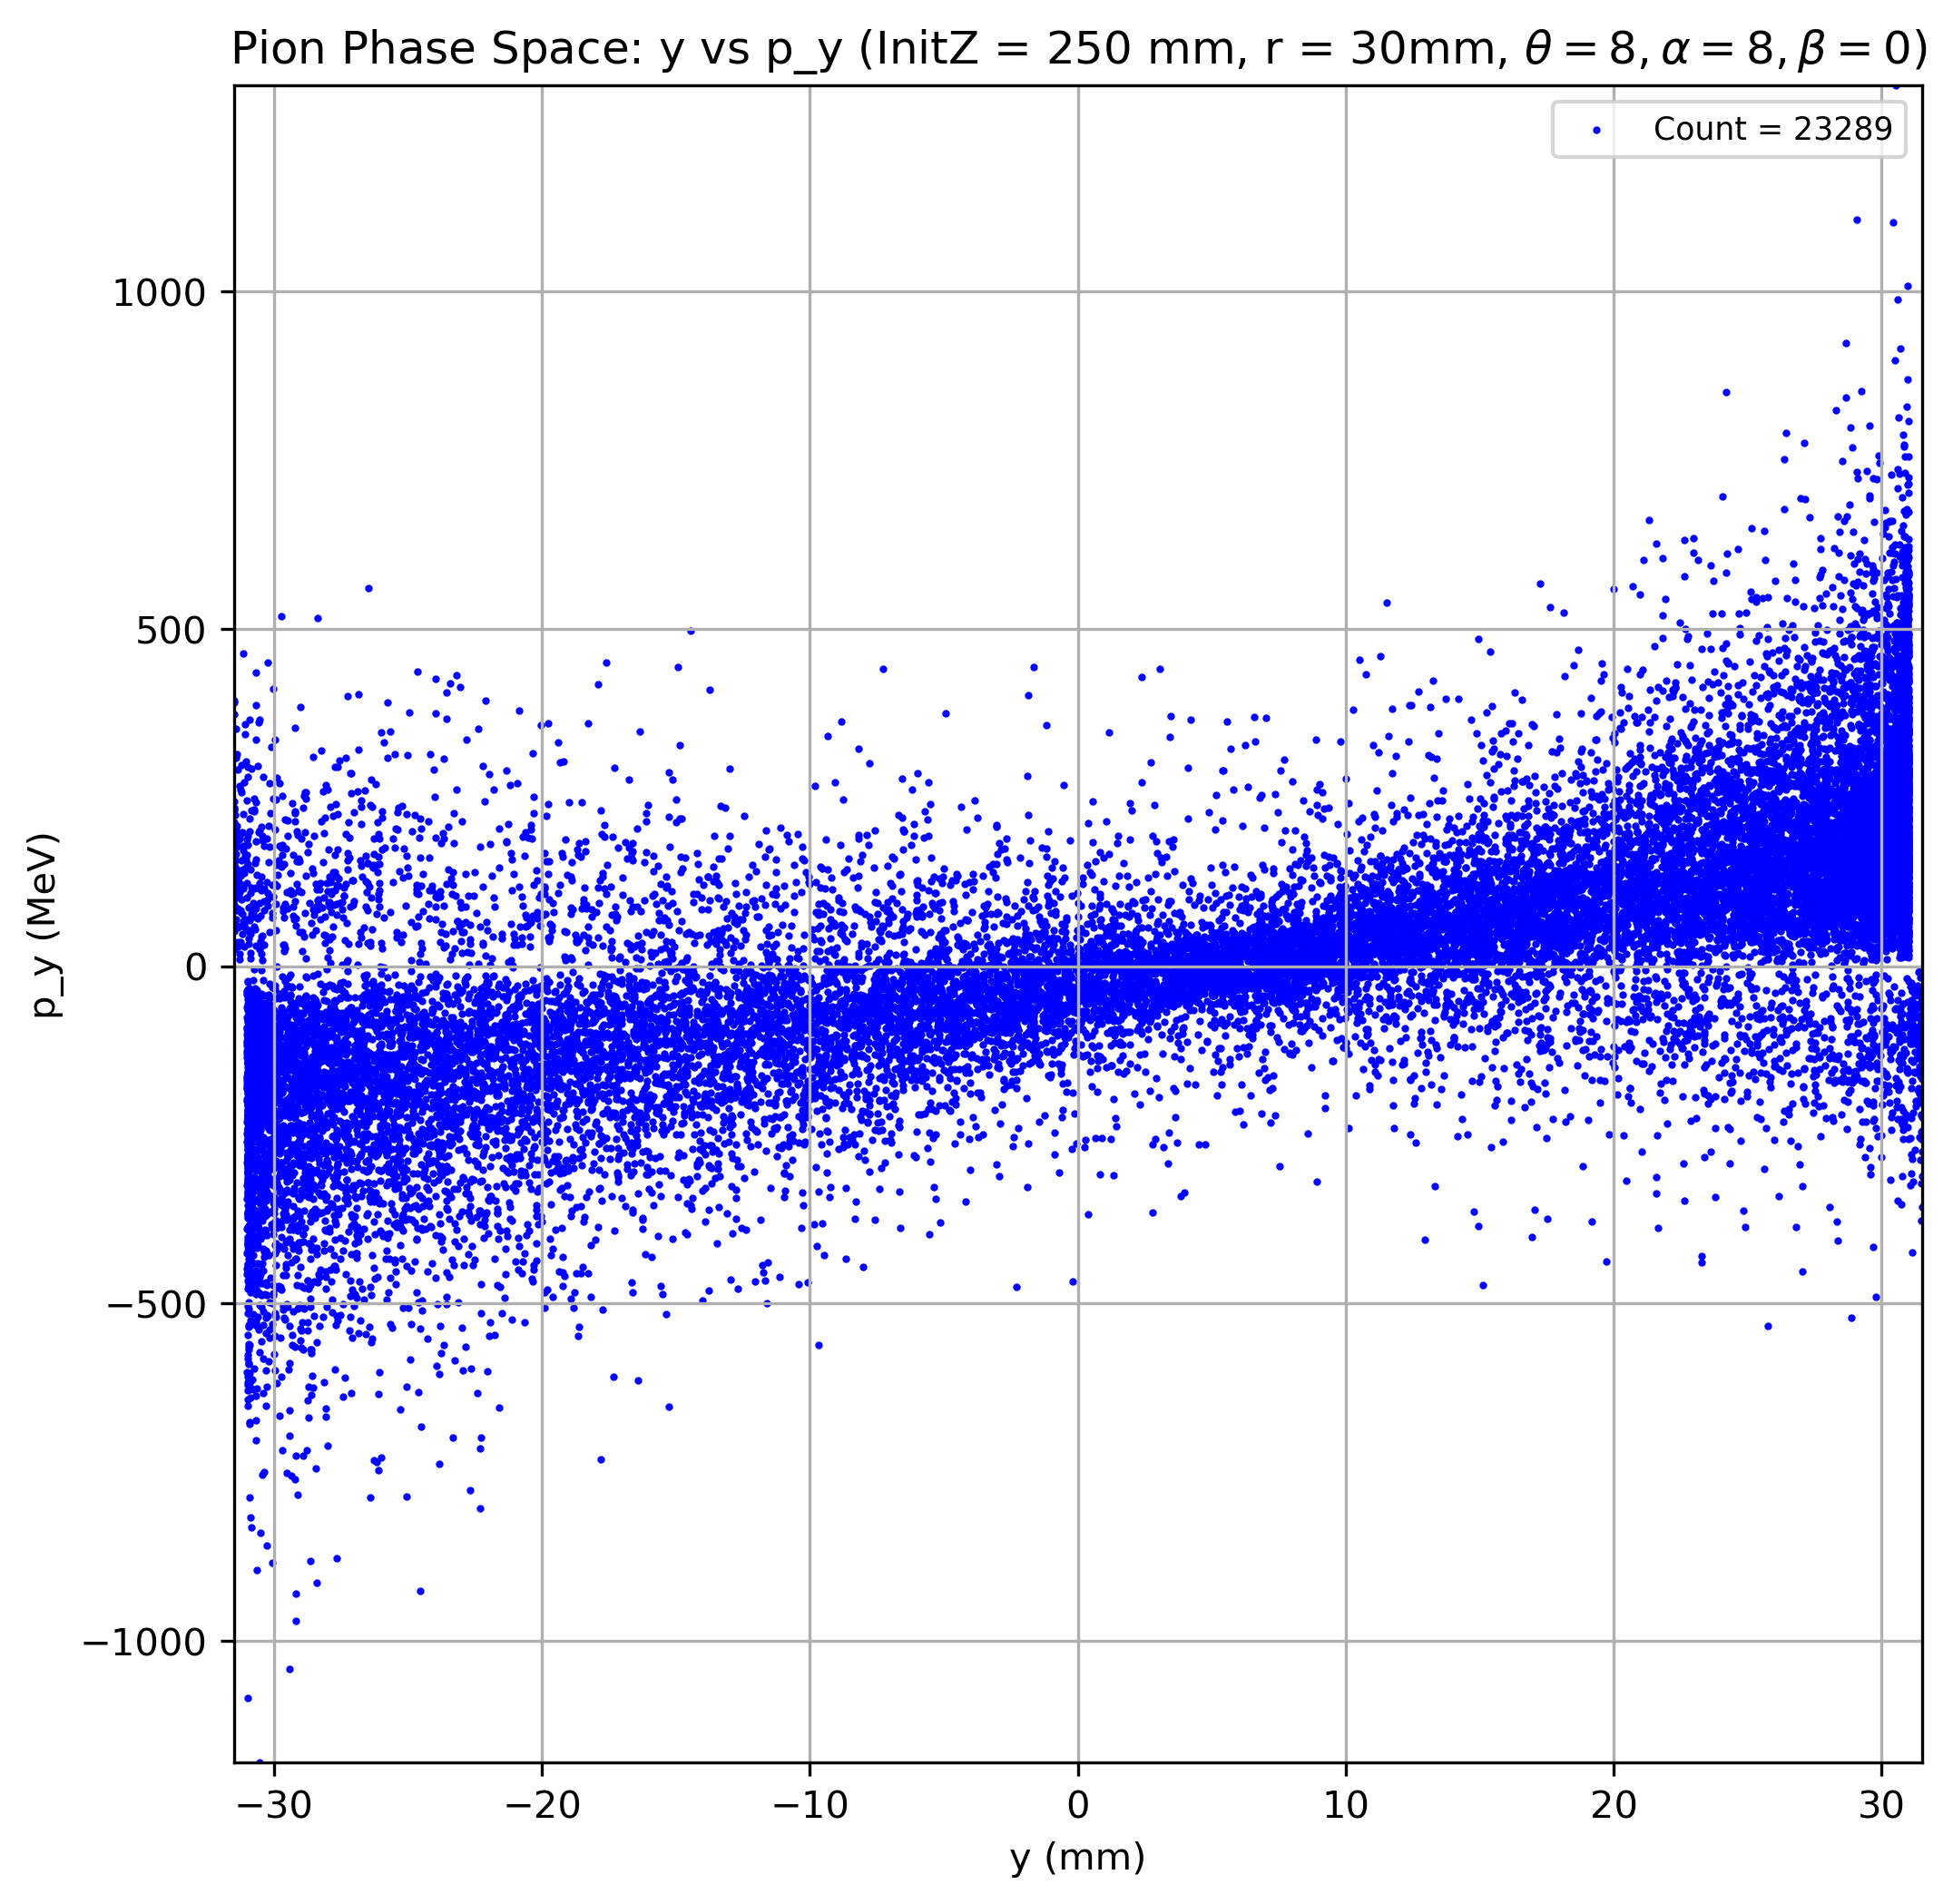 Pion Phase Space: y vs p_y (InitZ = 250 mm, r = 30mm, θ = 8, α = 8, β = 0)
Count = 23289
1000
500
0
−500
−1000
p_y (MeV)
−30 −20 −10 0 10 20 30
y (mm)